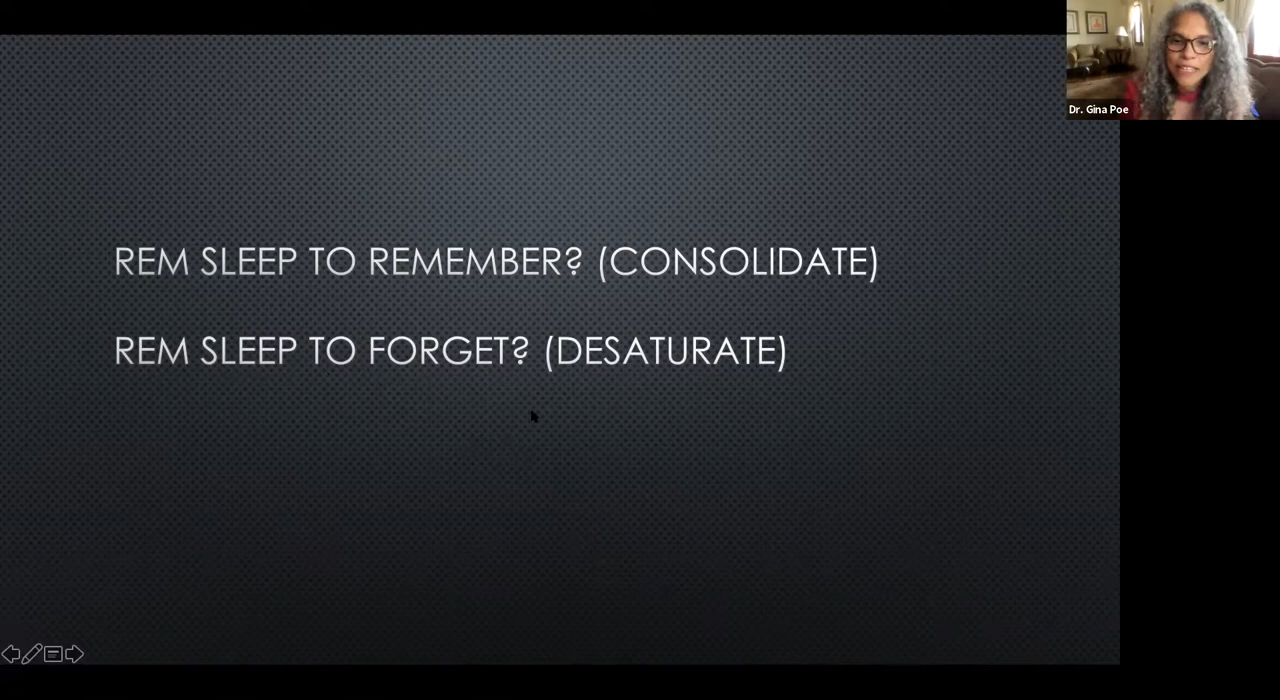 Dr. Gina Poe
REM SLEEP TO REMEMBER? (CONSOLIDATE)
REM SLEEP TO FORGET? (DESATURATE)